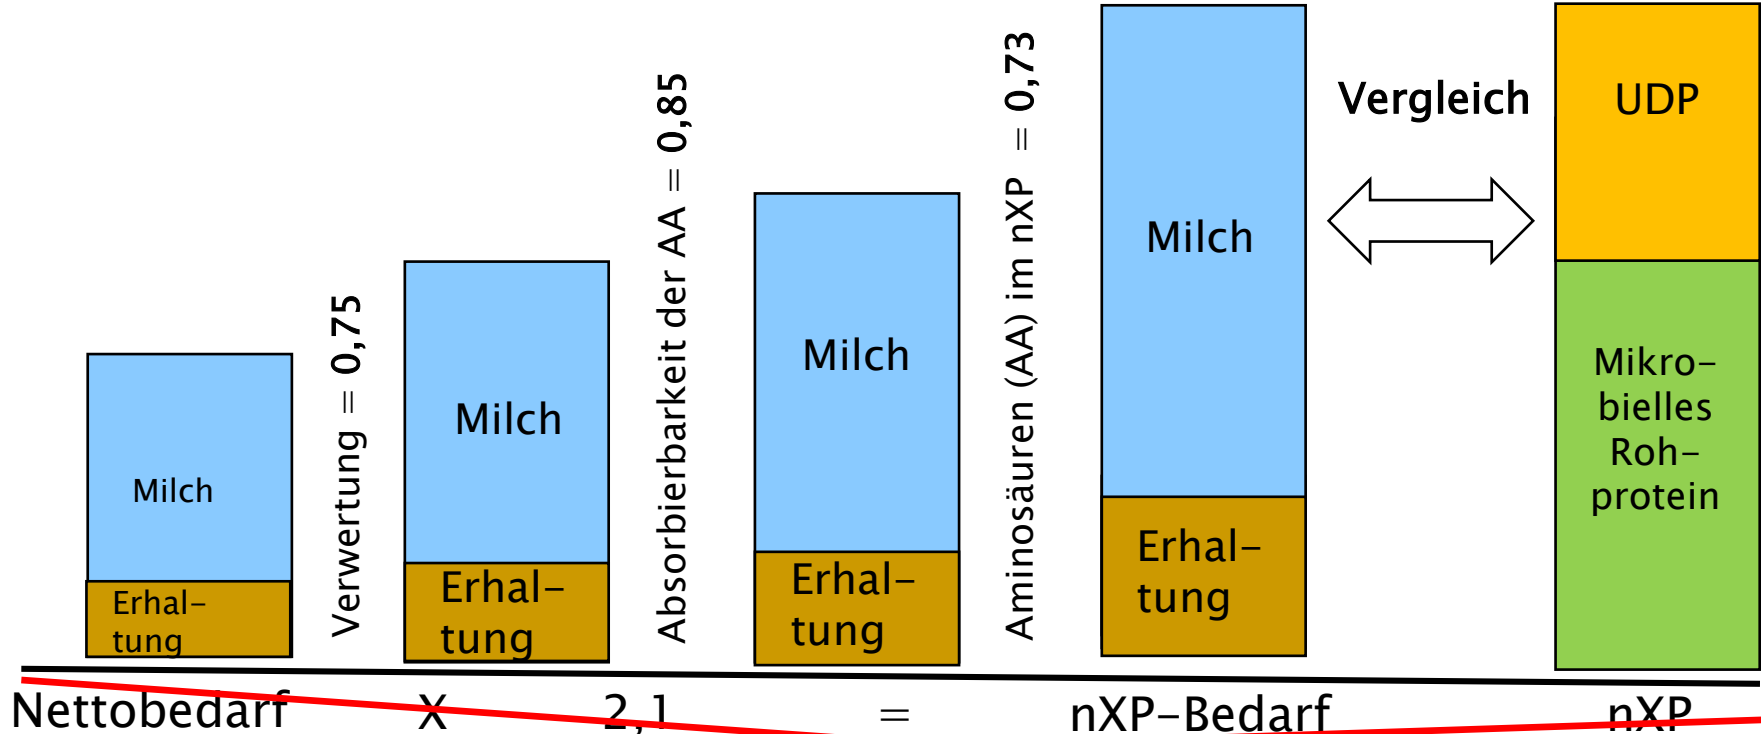 Milch
Erhal-
tung
Verwertung = 0,75
Milch
Erhal-
tung
Absorbierbarkeit der AA = 0,85
Milch
Erhal-
tung
Aminosäuren (AA) im nXP = 0,73
Milch
Erhal-
tung
Vergleich
UDP
Mikro-
bielles
Roh-
protein
Nettobedarf X 2,1 = nXP-Bedarf nXP